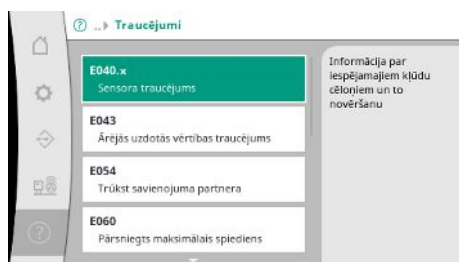 ..▸ Traucējumi
E040.x
Sensora traucējums
E043
Ārējās uzdotās vērtības traucējums
E054
Trūkst savienojuma partnera
E060
Pārsniegts maksimālais spiediens
Informācija par
iespējamajiem kļūdu
cēloņiem un to
novēršanu